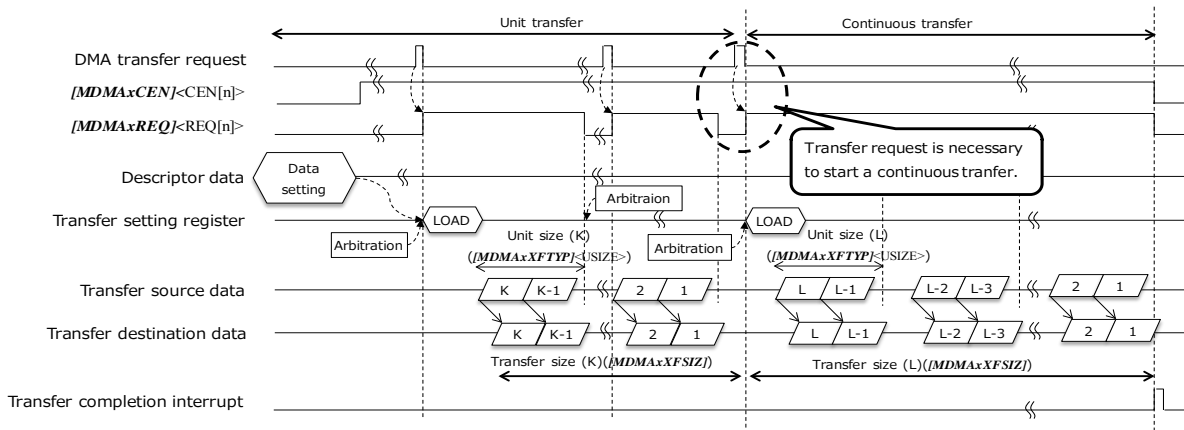 Unit transfer
Continuous transfer
DMA transfer request
[MDMAxCEN]<CEN[n]>
[MDMAxREQ]<REQ[n]>
Transfer request is necessary
to start a continuous tranfer.
Descriptor data
Data
setting
Arbitraion
Transfer setting register
LOAD
LOAD
Arbitration
Arbitration
Unit size (K)
([MDMAxXFTYP]<USIZE>)
Unit size (L)
([MDMAxXFTYP]<USIZE>)
Transfer source data
K K-1 2 1 L L-1 L-2 L-3 2 1
Transfer destination data
K K-1 2 1 L L-1 L-2 L-3 2 1
Transfer size (K)([MDMAxXFSIZ])
Transfer size (L)([MDMAxXFSIZ])
Transfer completion interrupt